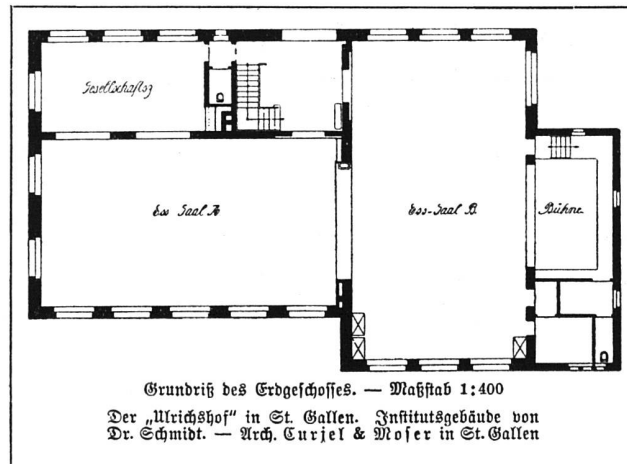 Gesellschaftsz
Ess Saal A
Ess-Saal B.
Bühne
Grundriß des Erdgeschosses. — Maßstab 1:400
Der „Ulrichshof“ in St. Gallen. Institutsgebäude von
Dr. Schmidt. — Arch. Curjel & Moser in St. Gallen